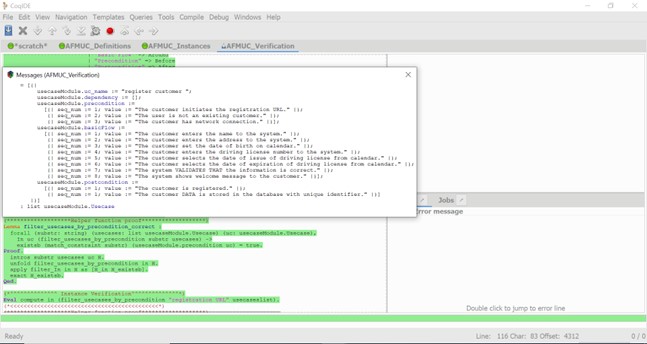 CoqIDE
File Edit View Navigation Templates Queries Tools Compile Debug Windows Help
*scratch* AFMUC_Definitions AFMUC_Instances AFMUC_Verification
| "Precondition" => Before
Messages (AFMUC_Verification)
= [{|
usecaseModule.uc_name := "register customer ";
usecaseModule.dependency := [];
usecaseModule.precondition :=
[{| seq_num := 1; value := "The customer initiates the registration URL." |};
{| seq_num := 2; value := "The user is not an existing customer." |};
{| seq_num := 3; value := "The customer has network connection." |}];
usecaseModule.basicFlow :=
[{| seq_num := 1; value := "The customer enters the name to the system." |};
{| seq_num := 2; value := "The customer enters the address to the system." |};
{| seq_num := 3; value := "The customer set the date of birth on calendar." |};
{| seq_num := 4; value := "The customer enters the driving license number to the system." |};
{| seq_num := 5; value := "The customer selects the date of issue of driving license from calendar." |};
{| seq_num := 6; value := "The customer selects the date of expiration of driving license from calendar." |};
{| seq_num := 7; value := "The system VALIDATES THAT the information is correct." |};
{| seq_num := 8; value := "The system shows welcome message to the customer." |}];
usecaseModule.postcondition :=
[{| seq_num := 1; value := "The customer is registered." |};
{| seq_num := 1; value := "The customer DATA is stored in the database with unique identifier." |}]
|}]
: list usecaseModule.Usecase
Jobs
Error message
(********************Helper function proof********************)
Lemma filter_usecases_by_precondition_correct :
forall (substr: string) (usecases: list usecaseModule.Usecase) (uc: usecaseModule.Usecase),
In uc (filter_usecases_by_precondition substr usecases) ->
existsb (match_constraint substr) (usecaseModule.precondition uc) = true.
Proof.
intros substr usecases uc H.
unfold filter_usecases_by_precondition in H.
apply filter_In in H as [H_in H_existsb].
exact H_existsb.
Qed.
(*************** Instance Verification***************)
Eval compute in (filter_usecases_by_precondition "registration URL" usecaseslist).
Double click to jump to error line
Ready
Line: 116 Char: 83 Offset: 4312 0 / 0